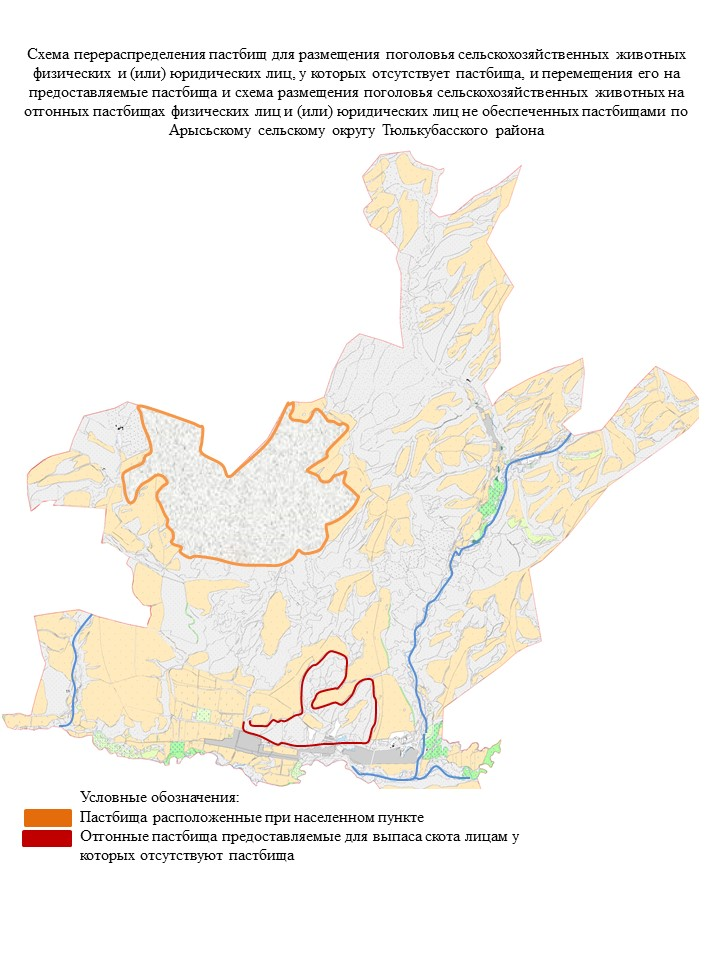 Схема перераспределения пастбищ для размещения поголовья сельскохозяйственных животных
физических и (или) юридических лиц, у которых отсутствует пастбища, и перемещения его на
предоставляемые пастбища и схема размещения поголовья сельскохозяйственных животных на
отгонных пастбищах физических лиц и (или) юридических лиц не обеспеченных пастбищами по
Арысьскому сельскому округу Тюлькубасского района
Условные обозначения:
Пастбища расположенные при населенном пункте
Отгонные пастбища предоставляемые для выпаса скота лицам у
которых отсутствуют пастбища